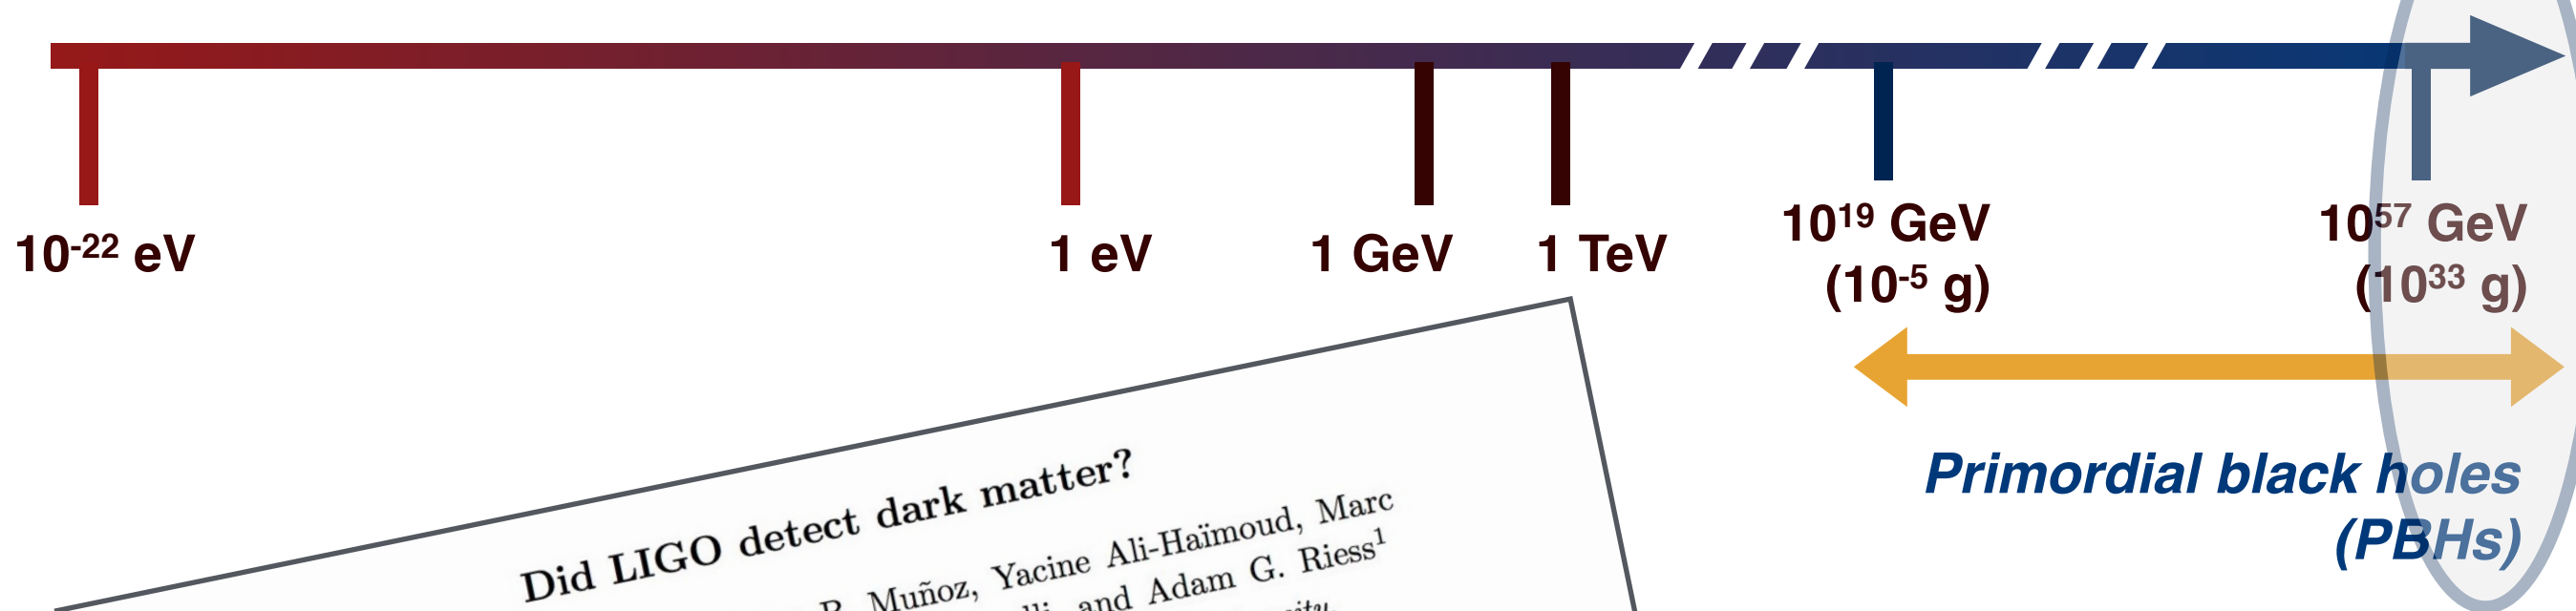 10-22 eV
1 eV
1 GeV
1 TeV
10¹⁹ GeV
(10⁻⁵ g)
10⁵⁷ GeV
(10³³ g)
Primordial black holes
(PBHs)
Did LIGO detect dark matter?
Muñoz, Yacine Ali-Haïmoud, Marc
and Adam G. Riess¹